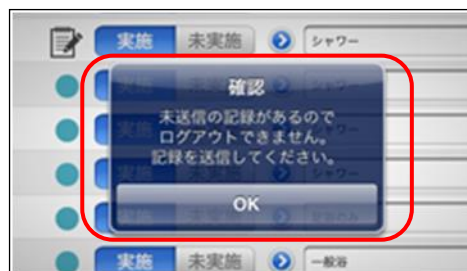 実施 未実施 シャワー
確認
未送信の記録があるので
ログアウトできません。
記録を送信してください。
OK
実施 未実施 一般浴